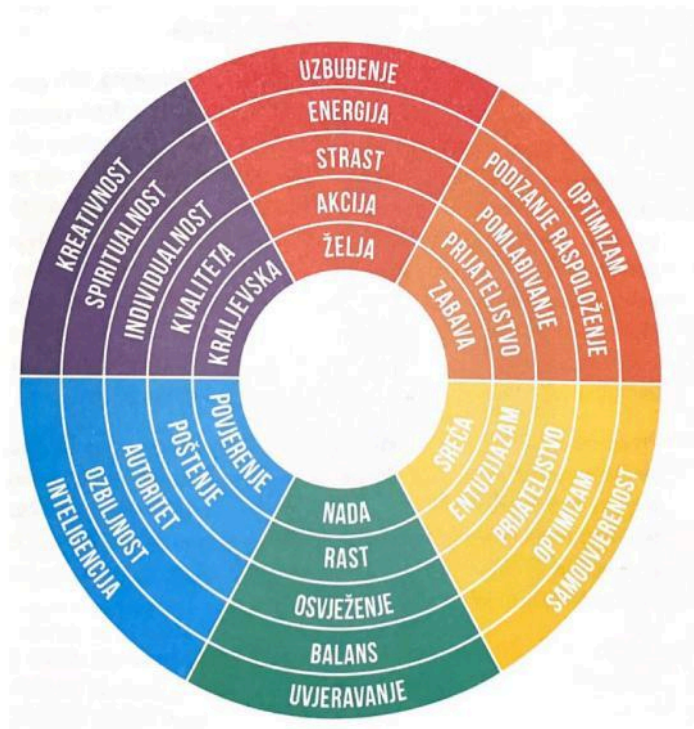 UZBUĐENJE
ENERGIJA
STRAST
AKCIJA
ŽELJA
OPTIMIZAM
PODIZANJE RASPOLOŽENJE
POMLAĐIVANJE
PRIJATELJSTVO
ZABAVA
SAMOUVJERENOST
OPTIMIZAM
PRIJATELJSTVO
ENTUZIJAZAM
SREĆA
NADA
RAST
OSVJEŽENJE
BALANS
UVJERAVANJE
INTELIGENCIJA
OZBILJNOST
AUTORITET
POŠTENJE
POVJERENJE
KREATIVNOST
SPIRITUALNOST
INDIVIDUALNOST
KVALITETA
KRALJEVSKA